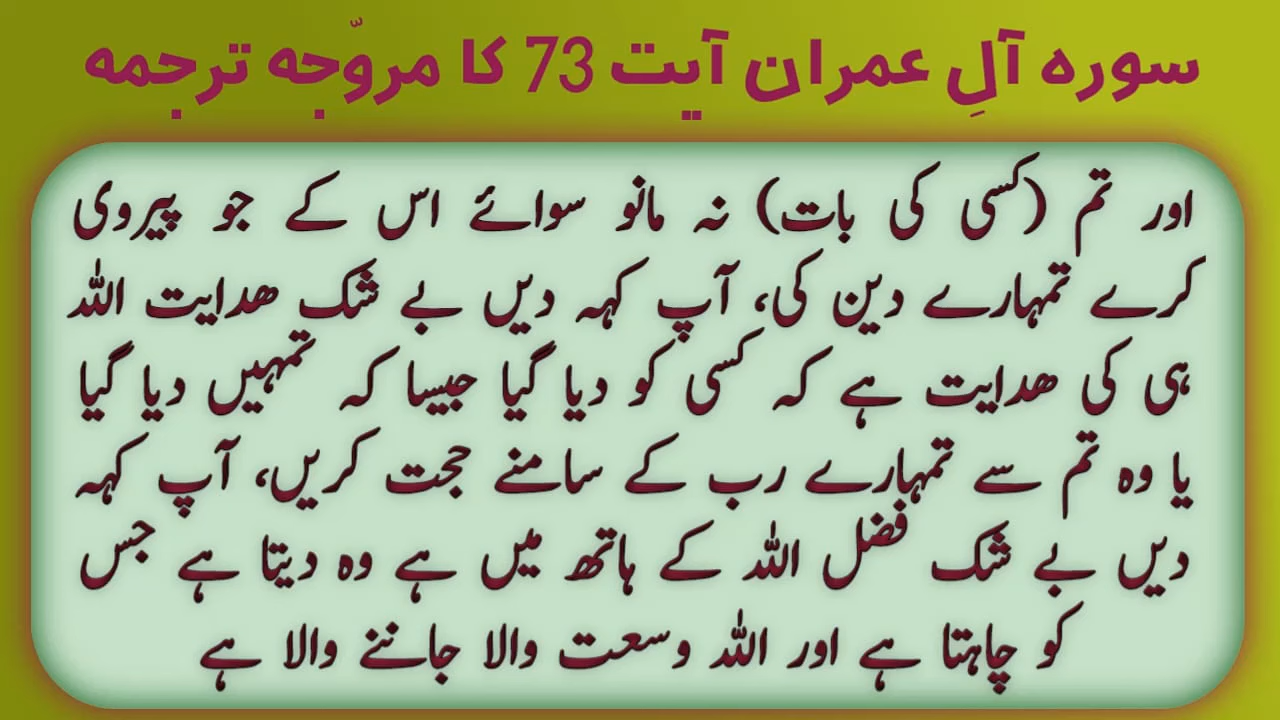 سورہ آلِ عمران آیت 73 کا مروّجہ ترجمہ
اور تم (کسی کی بات) نہ مانو سوائے اس کے جو پیروی
کرے تمہارے دین کی، آپ کہہ دیں بے شک ھدایت اللہ
ہی کی ھدایت ہے کہ کسی کو دیا گیا جیسا کہ تمہیں دیا گیا
یا وہ تم سے تمہارے رب کے سامنے حجت کریں، آپ کہہ
دیں بے شک فضل اللہ کے ہاتھ میں ہے وہ دیتا ہے جس
کو چاہتا ہے اور اللہ وسعت والا جاننے والا ہے